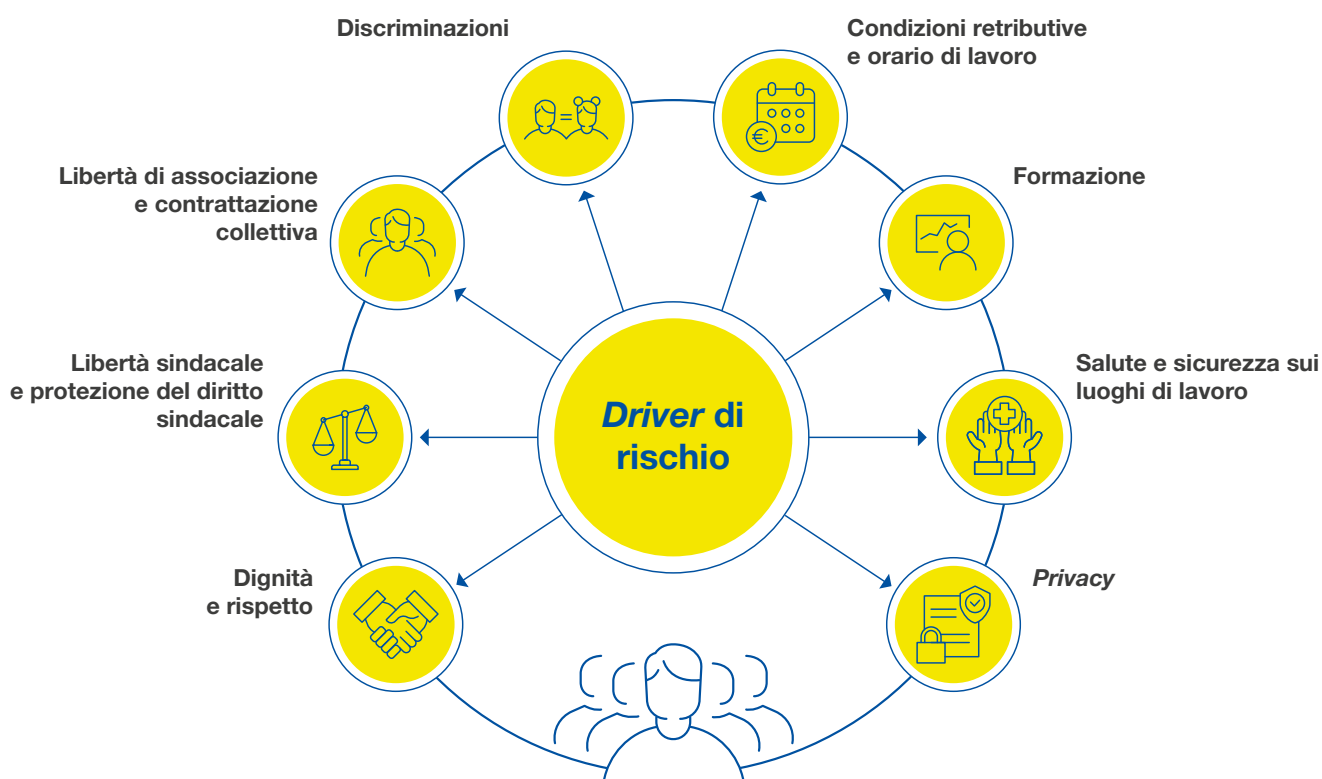 Discriminazioni
Condizioni retributive
e orario di lavoro
Libertà di associazione
e contrattazione
collettiva
Formazione
Libertà sindacale
e protezione del diritto
sindacale
Driver di
rischio
Salute e sicurezza sui
luoghi di lavoro
Dignità
e rispetto
Privacy